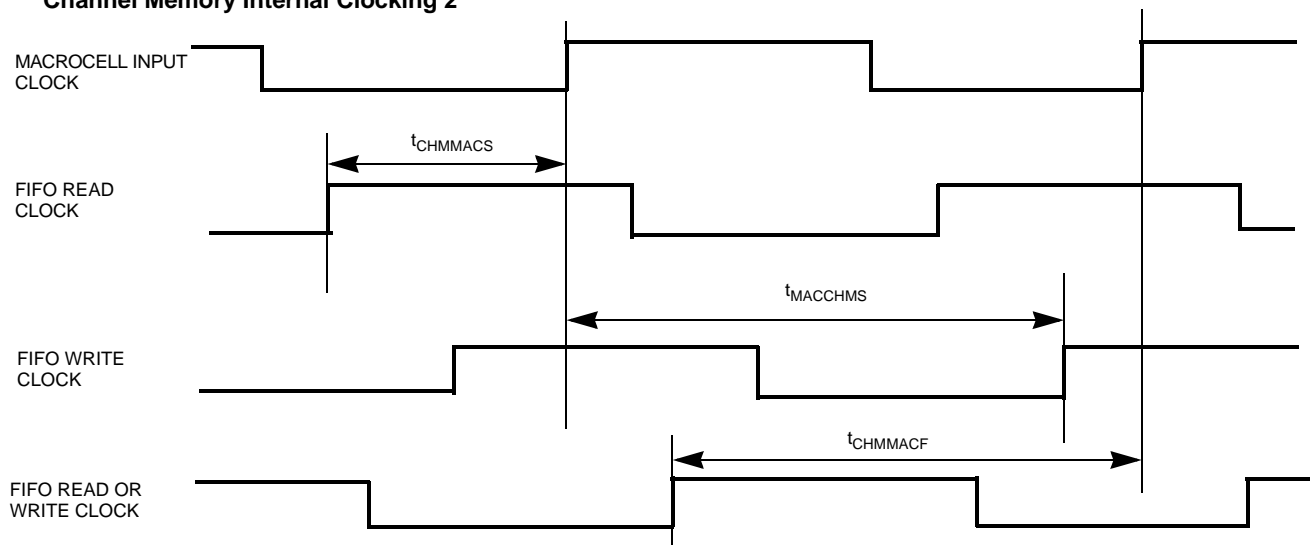 Channel Memory Internal Clocking 2
MACROCELL INPUT
CLOCK
tCHMMACS
FIFO READ
CLOCK
tMACCHMS
FIFO WRITE
CLOCK
tCHMMACF
FIFO READ OR
WRITE CLOCK